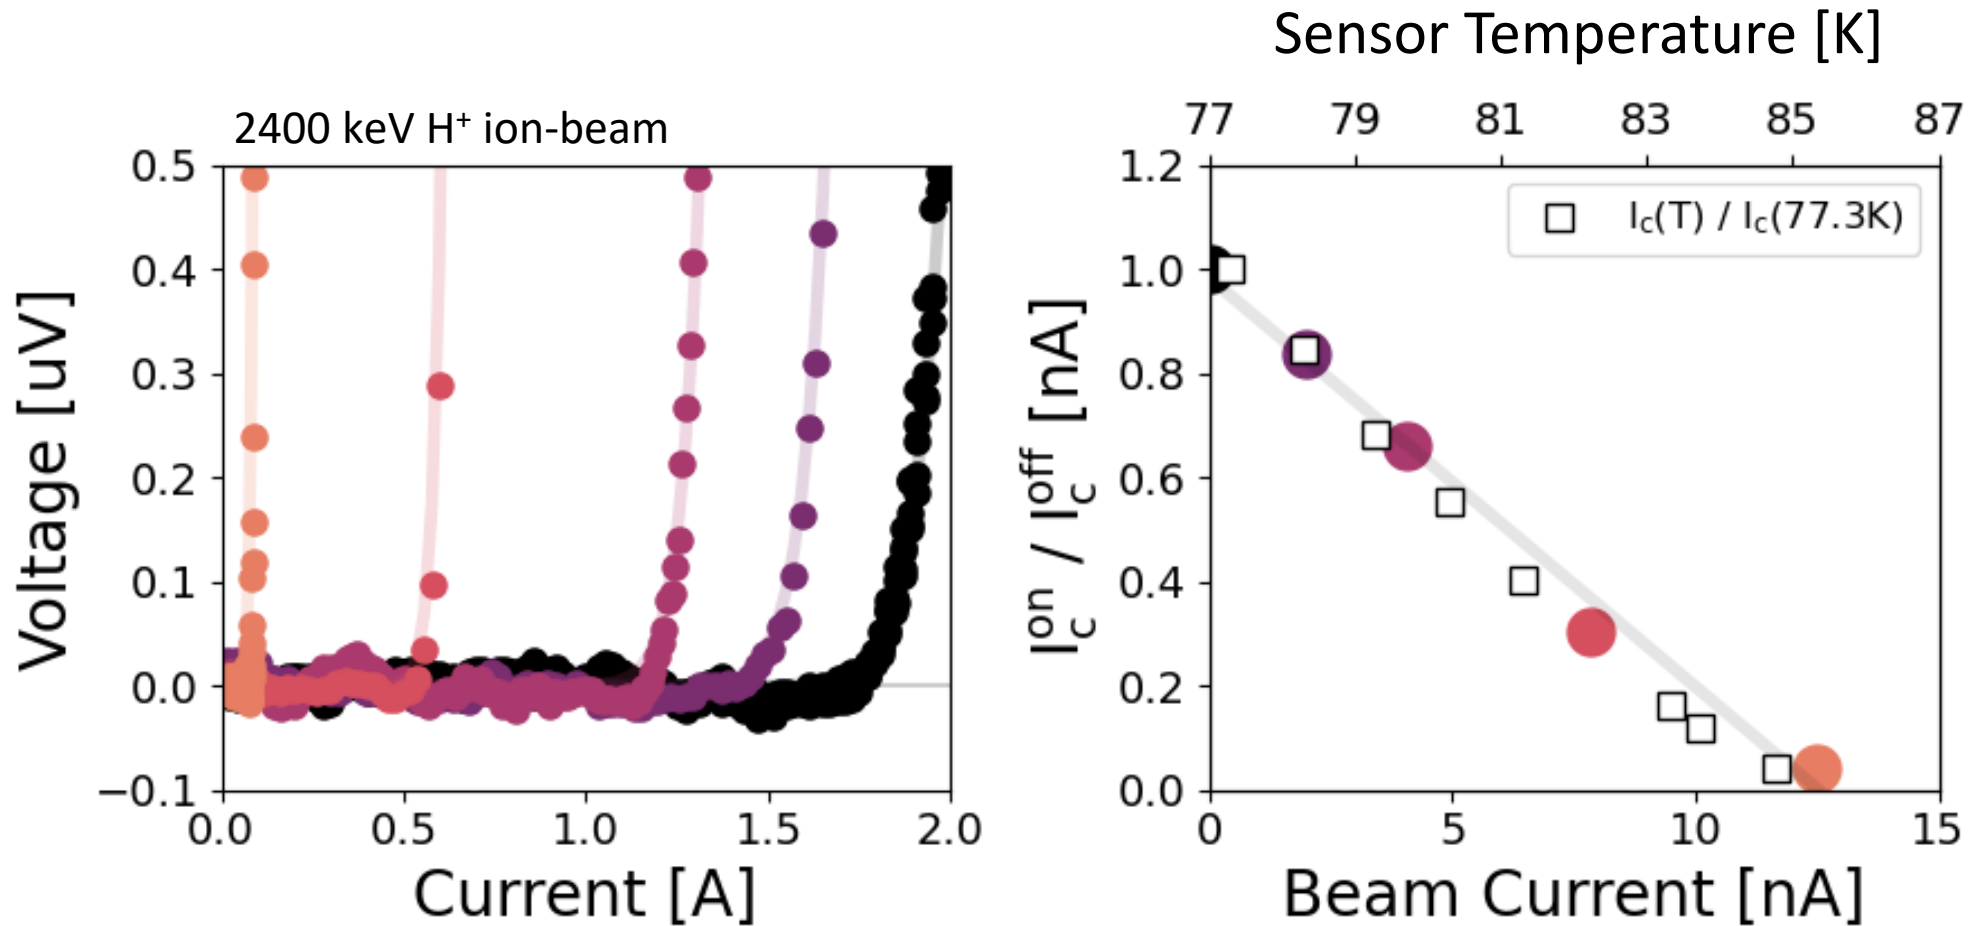 2400 keV H⁺ ion-beam
0.5
0.4
0.3
0.2
0.1
0.0
−0.1
Voltage [uV]
0.0 0.5 1.0 1.5 2.0
Current [A]
Sensor Temperature [K]
77 79 81 83 85 87
1.2
1.0
0.8
0.6
0.4
0.2
0.0
I_c^on / I_c^off [nA]
I_c(T) / I_c(77.3K)
0 5 10 15
Beam Current [nA]